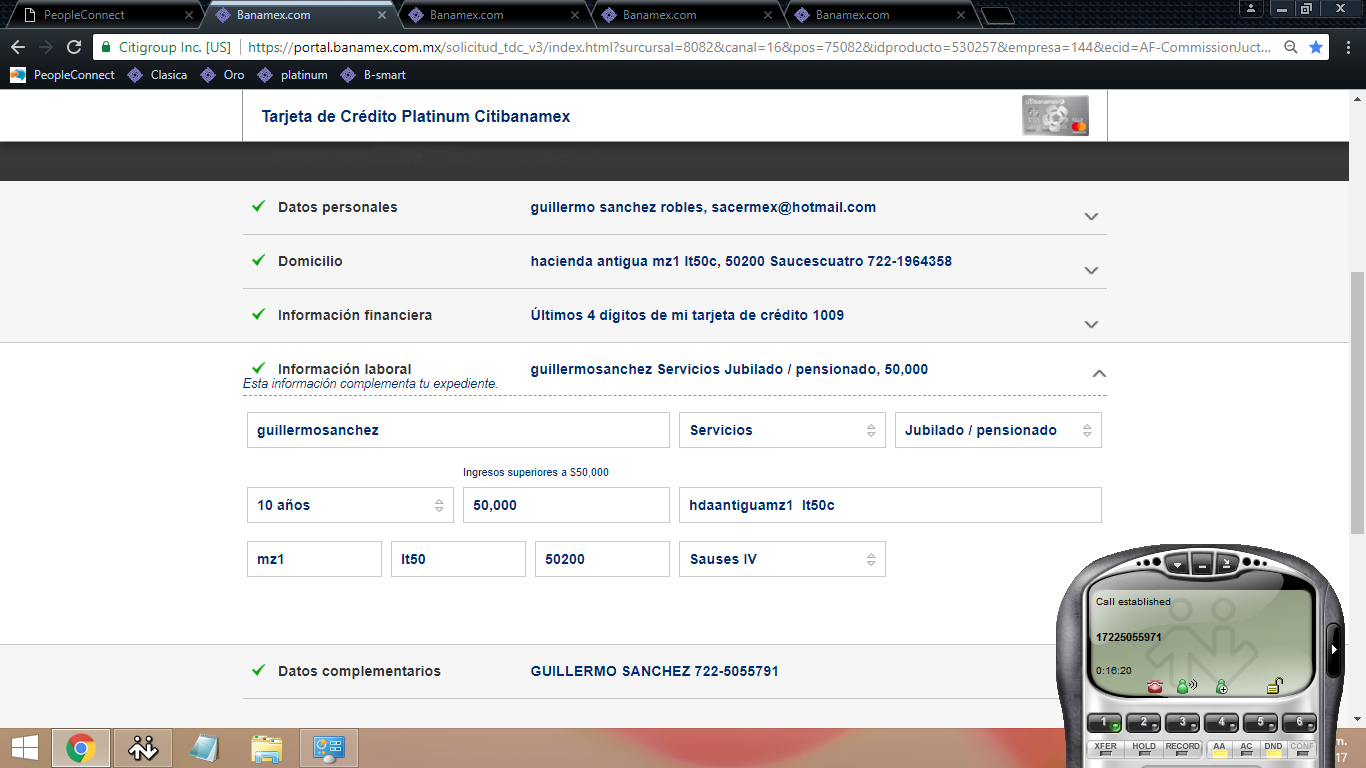 PeopleConnect
Banamex.com
Banamex.com
Banamex.com
Banamex.com
Citigroup Inc. [US]
https://portal.banamex.com.mx/solicitud_tdc_v3/index.html?surcursal=8082&canal=16&pos=75082&idproducto=530257&empresa=144&ecid=AF-CommissionJuct...
PeopleConnect Clasica Oro platinum B-smart
Tarjeta de Crédito Platinum Citibanamex
Datos personales guillermo sanchez robles, sacermex@hotmail.com
Domicilio hacienda antigua mz1 lt50c, 50200 Saucescuatro 722-1964358
Información financiera Últimos 4 dígitos de mi tarjeta de crédito 1009
Información laboral guillermosanchez Servicios Jubilado / pensionado, 50,000
Esta información complementa tu expediente.
guillermosanchez Servicios Jubilado / pensionado
Ingresos superiores a $50,000
10 años 50,000 hdaantiguamz1 lt50c
mz1 lt50 50200 Sauses IV
Datos complementarios GUILLERMO SANCHEZ 722-5055791
Call established
17225055971
0:16:20
1 2 3 4 5 6
XFER HOLD RECORD AA AC DND CONF
m.
17